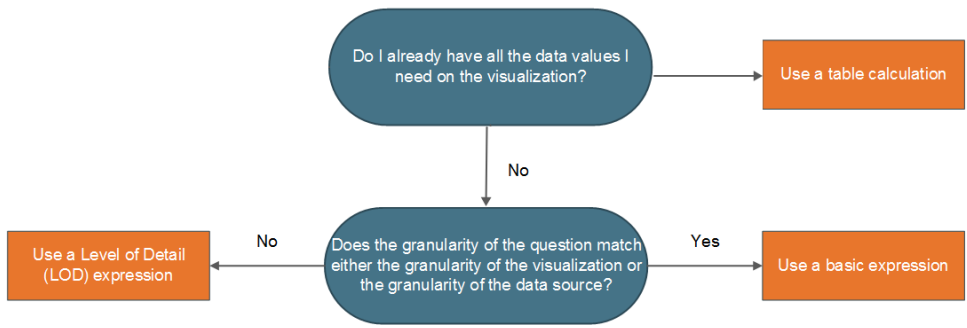 Do I already have all the data values I
need on the visualization?
Use a table calculation
No
No
Does the granularity of the question match
either the granularity of the visualization or
the granularity of the data source?
Yes
Use a Level of Detail
(LOD) expression
Use a basic expression